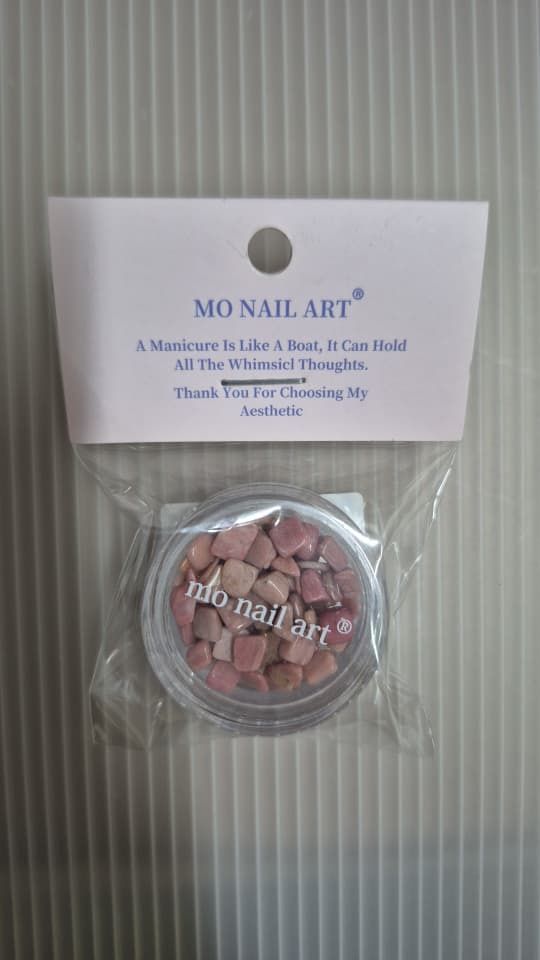 MO NAIL ART®
A Manicure Is Like A Boat, It Can Hold
All The Whimsicl Thoughts.
Thank You For Choosing My
Aesthetic
mo nail art®